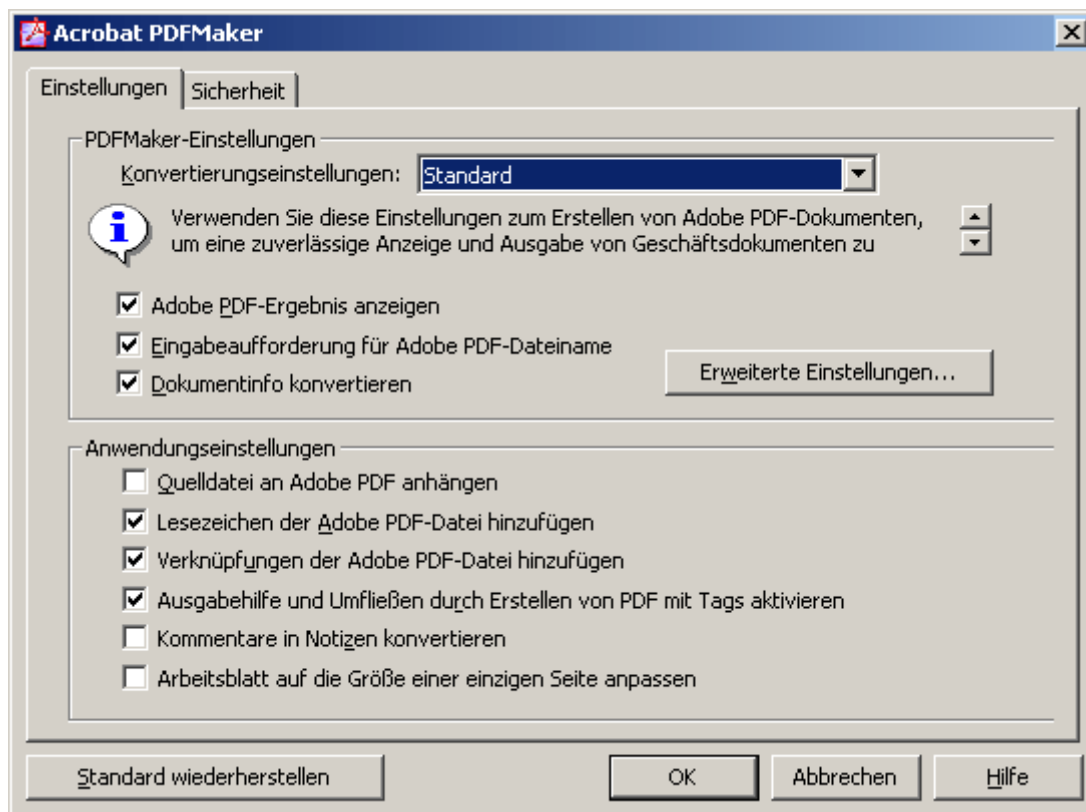 Acrobat PDFMaker
Einstellungen
Sicherheit
PDFMaker-Einstellungen
Konvertierungseinstellungen: Standard
Verwenden Sie diese Einstellungen zum Erstellen von Adobe PDF-Dokumenten,
um eine zuverlässige Anzeige und Ausgabe von Geschäftsdokumenten zu
Adobe PDF-Ergebnis anzeigen
Eingabeaufforderung für Adobe PDF-Dateiname
Dokumentinfo konvertieren
Erweiterte Einstellungen...
Anwendungseinstellungen
Quelldatei an Adobe PDF anhängen
Lesezeichen der Adobe PDF-Datei hinzufügen
Verknüpfungen der Adobe PDF-Datei hinzufügen
Ausgabehilfe und Umfließen durch Erstellen von PDF mit Tags aktivieren
Kommentare in Notizen konvertieren
Arbeitsblatt auf die Größe einer einzigen Seite anpassen
Standard wiederherstellen
OK
Abbrechen
Hilfe